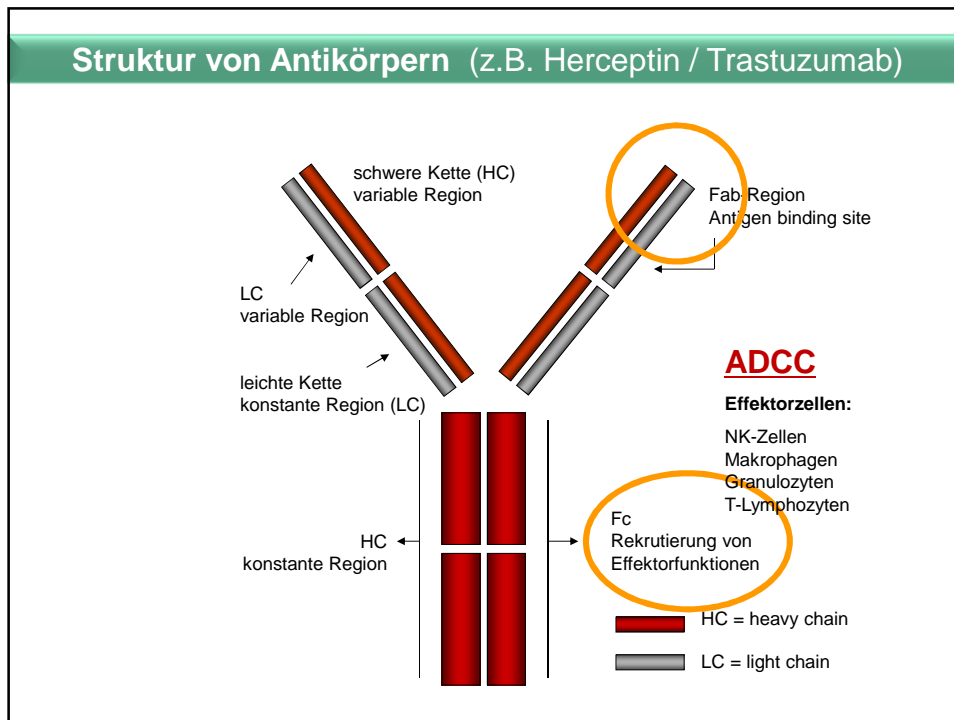 Struktur von Antikörpern (z.B. Herceptin / Trastuzumab)
schwere Kette (HC)
variable Region
Fab-Region
Antigen binding site
LC
variable Region
leichte Kette
konstante Region (LC)
ADCC
Effektorzellen:
NK-Zellen
Makrophagen
Granulozyten
T-Lymphozyten
HC
konstante Region
Fc
Rekrutierung von
Effektorfunktionen
HC = heavy chain
LC = light chain